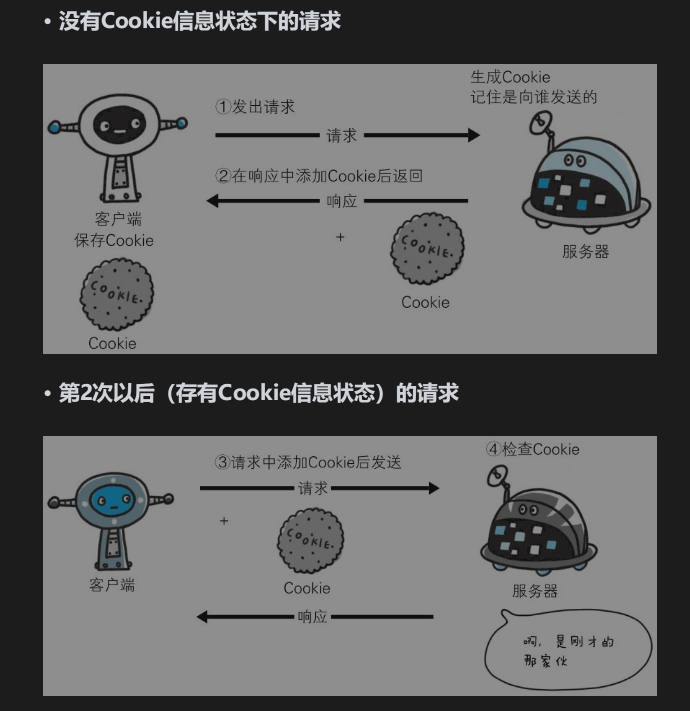 • 没有Cookie信息状态下的请求
生成Cookie
记住是向谁发送的
①发出请求
请求
②在响应中添加Cookie后返回
响应
客户端
保存Cookie
+
COOKIE.
服务器
Cookie
COOKIE.
Cookie
• 第2次以后（存有Cookie信息状态）的请求
④检查Cookie
③请求中添加Cookie后发送
请求
+
COOKIE.
客户端
Cookie
服务器
响应
啊，是刚才的
那家伙